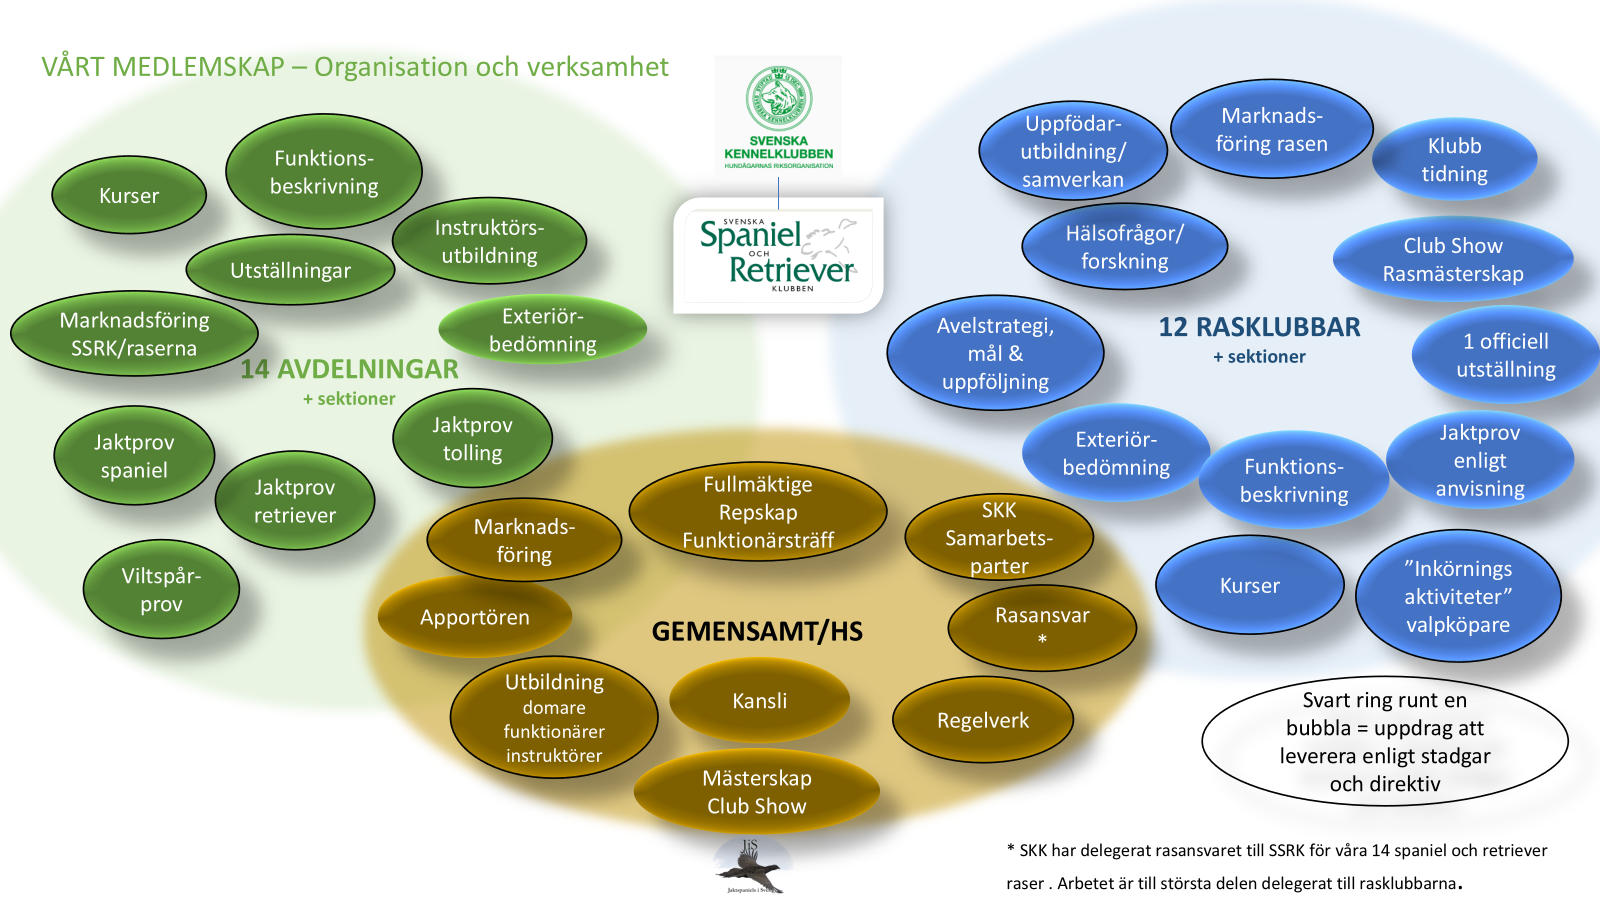 VÅRT MEDLEMSKAP – Organisation och verksamhet
SVENSKA
KENNELKLUBBEN
HUNDÄGARNAS RIKSORGANISATION
SVENSKA
Spaniel
OCH
Retriever
KLUBBEN
Kurser
Funktions-
beskrivning
Instruktörs-
utbildning
Utställningar
Marknadsföring
SSRK/raserna
Exteriör-
bedömning
14 AVDELNINGAR
+ sektioner
Jaktprov
spaniel
Jaktprov
retriever
Jaktprov
tolling
Viltspår-
prov
Uppfödar-
utbildning/
samverkan
Marknads-
föring rasen
Klubb
tidning
Hälsofrågor/
forskning
Club Show
Rasmästerskap
Avelstrategi,
mål &
uppföljning
12 RASKLUBBAR
+ sektioner
1 officiell
utställning
Exteriör-
bedömning
Funktions-
beskrivning
Jaktprov
enligt
anvisning
Kurser
”Inkörnings
aktiviteter”
valpköpare
Marknads-
föring
Fullmäktige
Repskap
Funktionärsträff
SKK
Samarbets-
parter
Apportören
GEMENSAMT/HS
Rasansvar
*
Utbildning
domare
funktionärer
instruktörer
Kansli
Regelverk
Mästerskap
Club Show
Svart ring runt en
bubbla = uppdrag att
leverera enligt stadgar
och direktiv
JiS
Jaktspaniels i Sverige
* SKK har delegerat rasansvaret till SSRK för våra 14 spaniel och retriever
raser . Arbetet är till största delen delegerat till rasklubbarna.